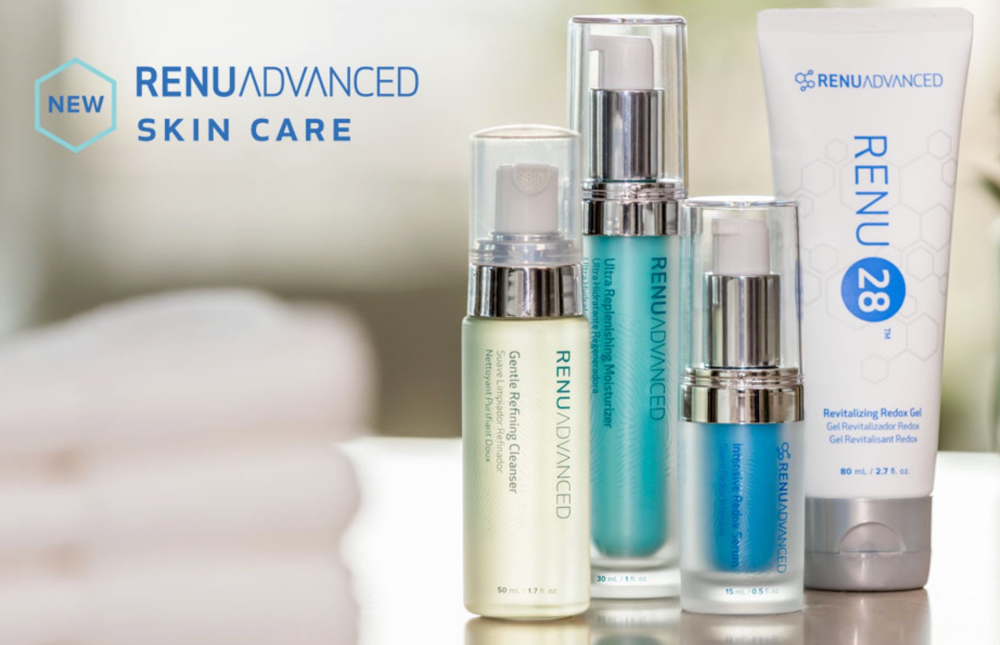 NEW
RENUADVANCED
SKIN CARE
RENUADVANCED
Gentle Refining Cleanser
Suave Limpiador Refinador
Nettoyant Purifiant Doux
50 mL / 1.7 fl. oz.
RENUADVANCED
Ultra Replenishing Moisturizer
Ultra Hidratante Regeneradora
Ultra
30 mL / 1 fl. oz.
RENUADVANCED
Intensive Redox Serum
Redox
15 mL / 0.5 fl. oz.
RENUADVANCED
RENU 28™
Revitalizing Redox Gel
Gel Revitalizador Redox
Gel Revitalisant Redox
80 mL / 2.7 fl. oz.